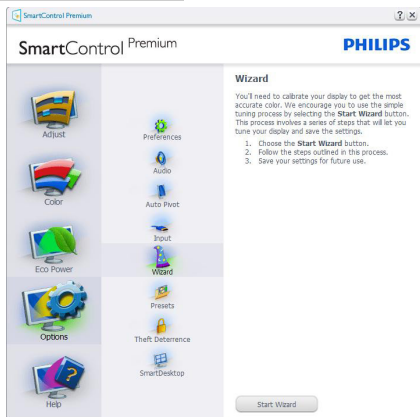 SmartControl Premium
SmartControl Premium
PHILIPS
Adjust
Color
Eco Power
Options
Help
Preferences
Audio
Auto Pivot
Input
Wizard
Presets
Theft Deterrence
SmartDesktop
Wizard
You'll need to calibrate your display to get the most
accurate color. We encourage you to use the simple
tuning process by selecting the Start Wizard button.
This process involves a series of steps that will let you
tune your display and save the settings.
1. Choose the Start Wizard button.
2. Follow the steps outlined in this process.
3. Save your settings for future use.
Start Wizard